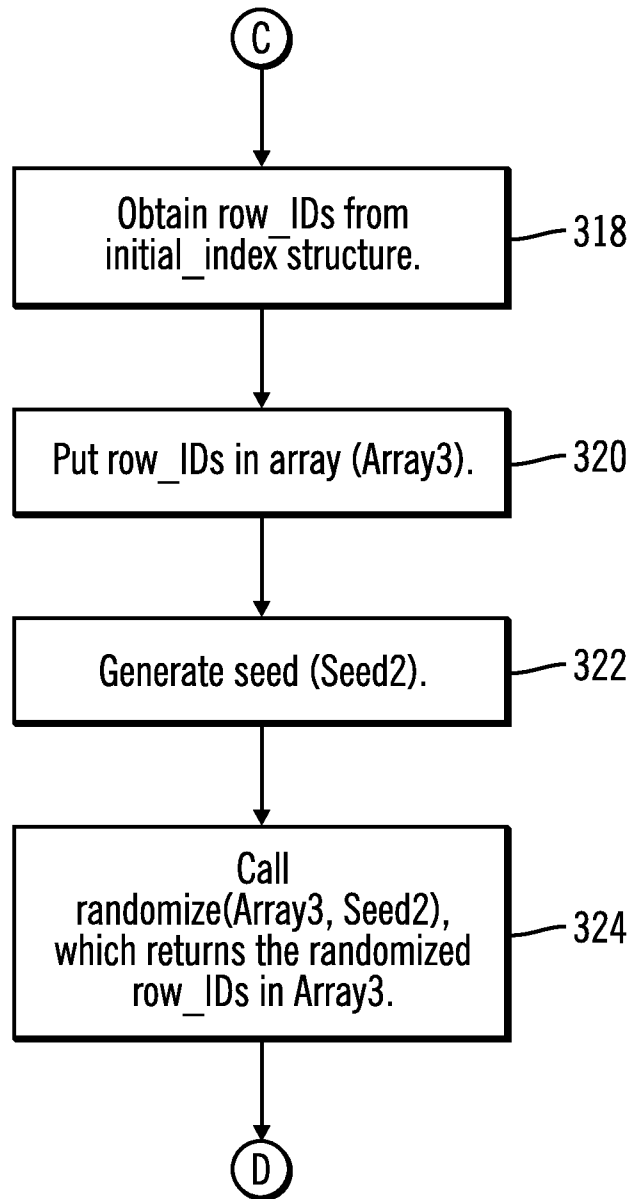 C
Obtain row_IDs from
initial_index structure.
318
Put row_IDs in array (Array3).
320
Generate seed (Seed2).
322
Call
randomize(Array3, Seed2),
which returns the randomized
row_IDs in Array3.
324
D